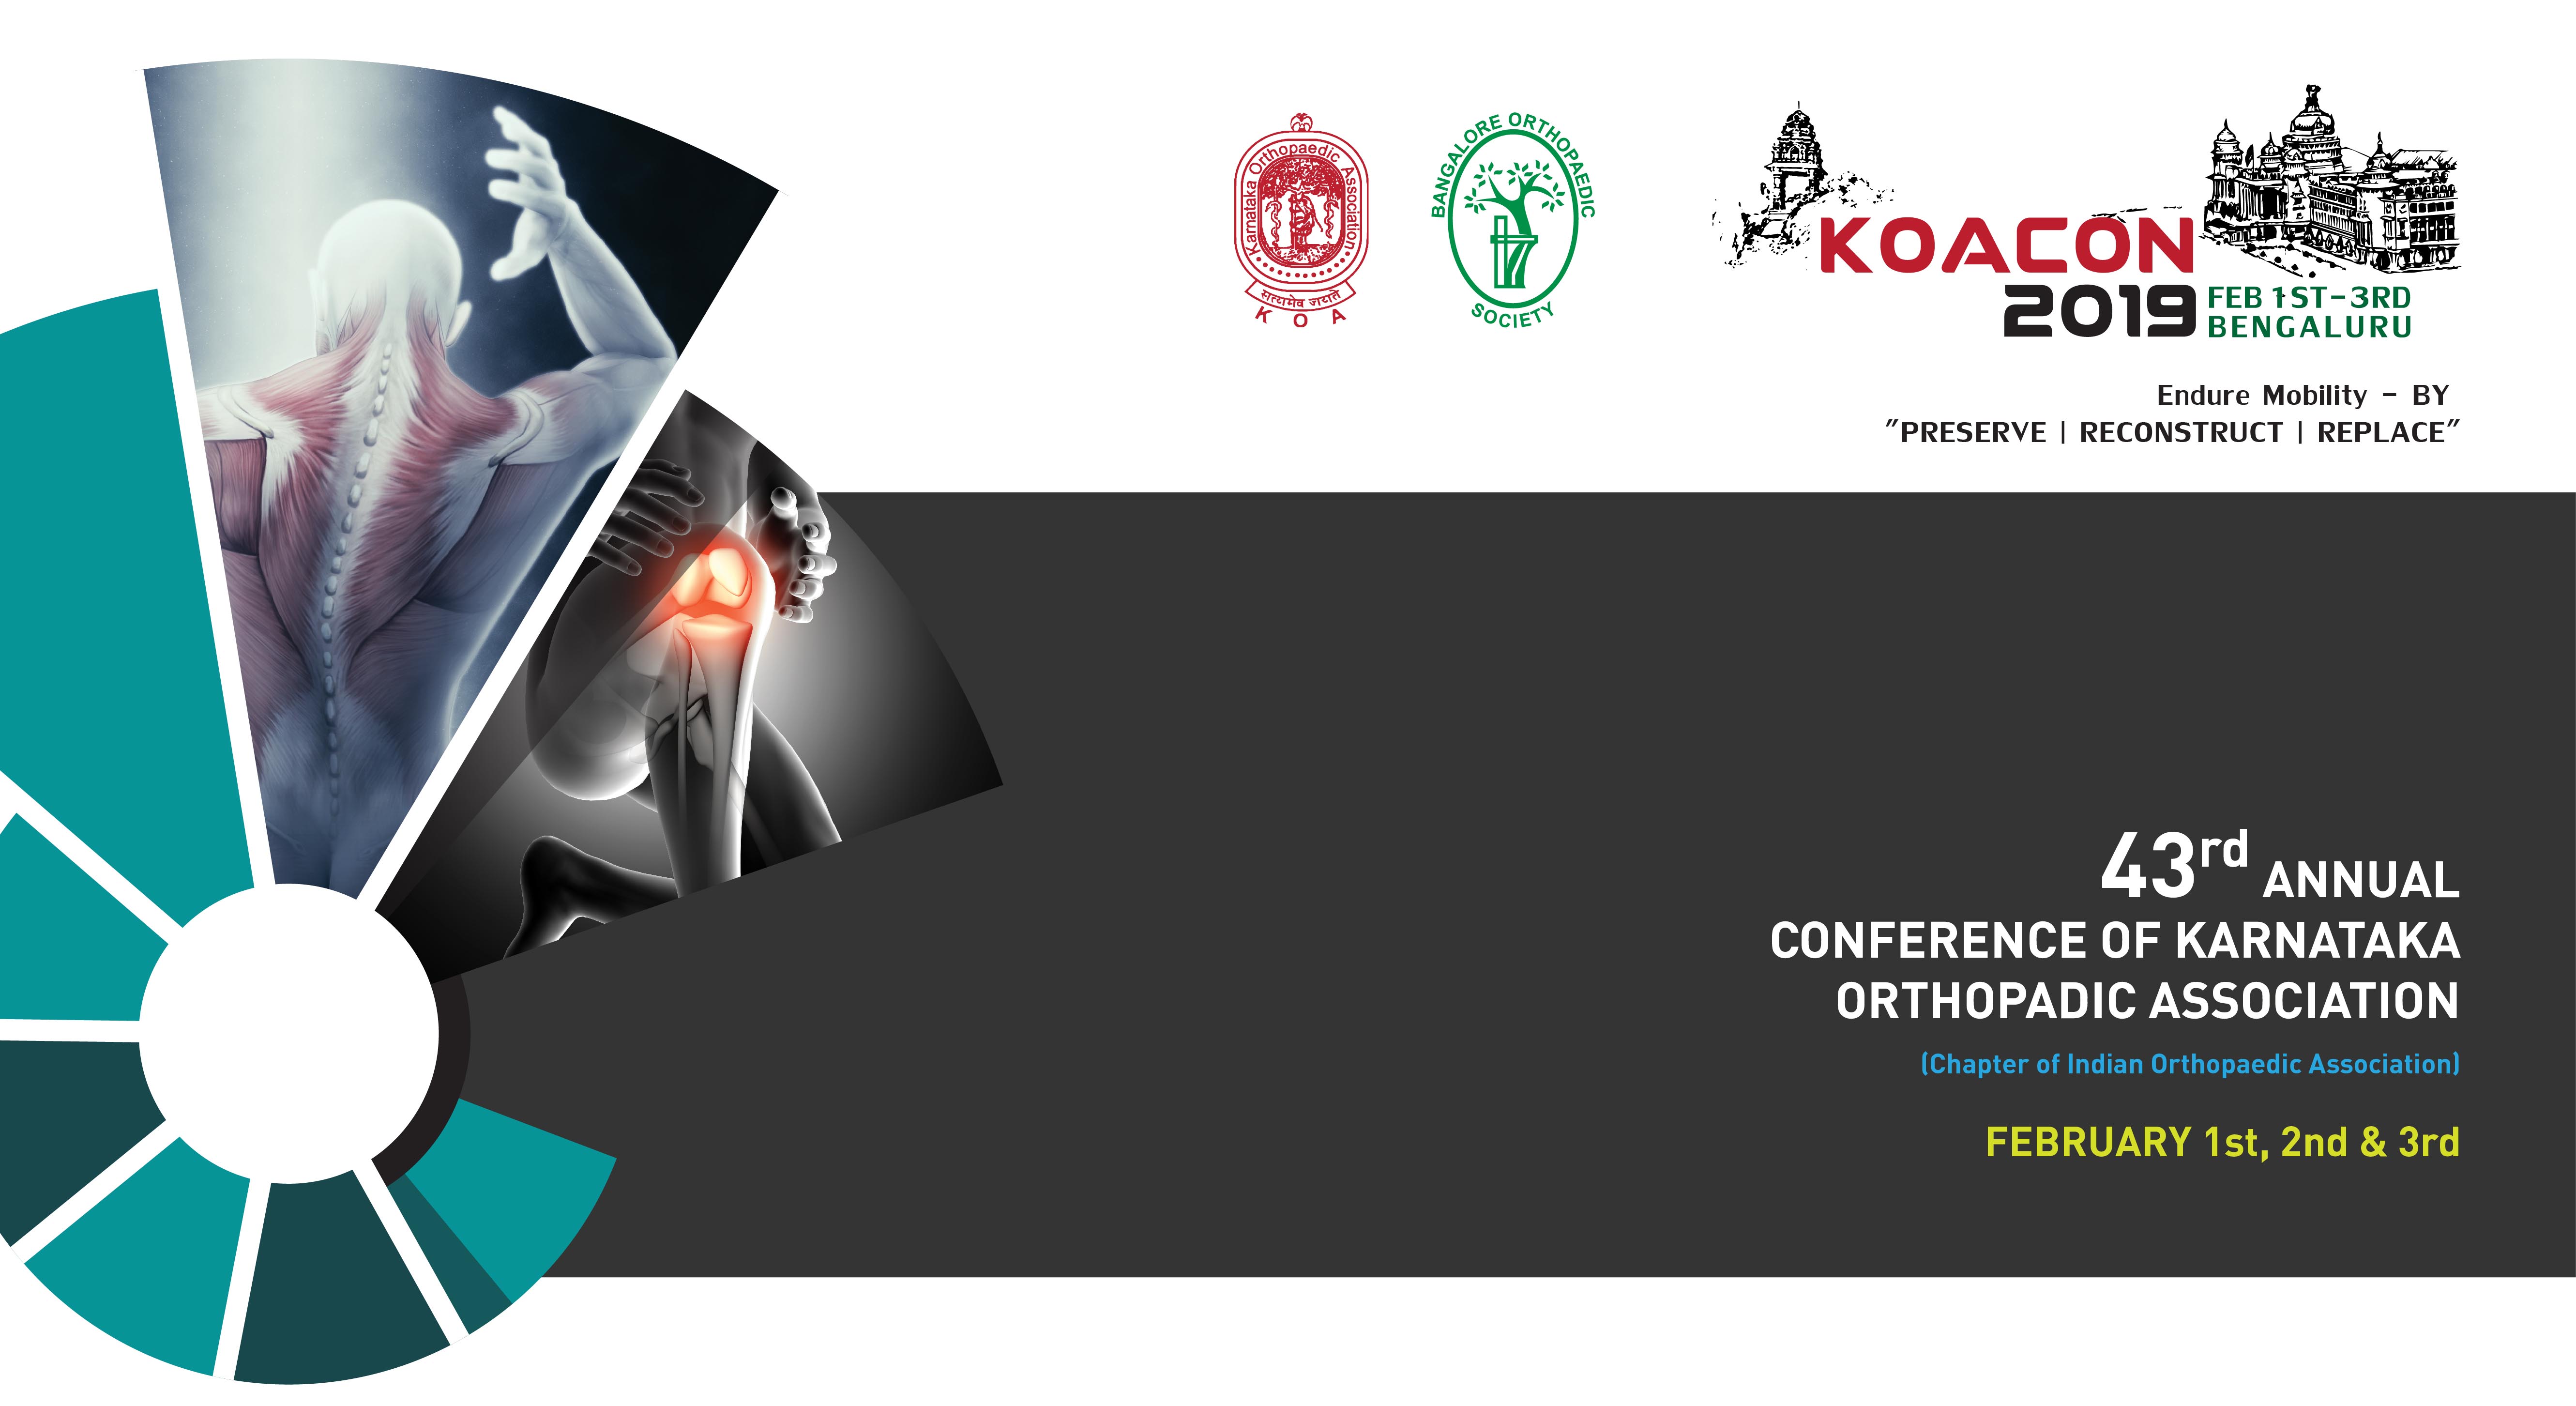 Karnataka Orthopaedic Association
सत्यमेव जयते
K O A
BANGALORE ORTHOPAEDIC
SOCIETY
KOACON
2019
FEB 1ST-3RD
BENGALURU
Endure Mobility - BY
"PRESERVE | RECONSTRUCT | REPLACE"
43rd ANNUAL
CONFERENCE OF KARNATAKA
ORTHOPADIC ASSOCIATION
(Chapter of Indian Orthopaedic Association)
FEBRUARY 1st, 2nd & 3rd